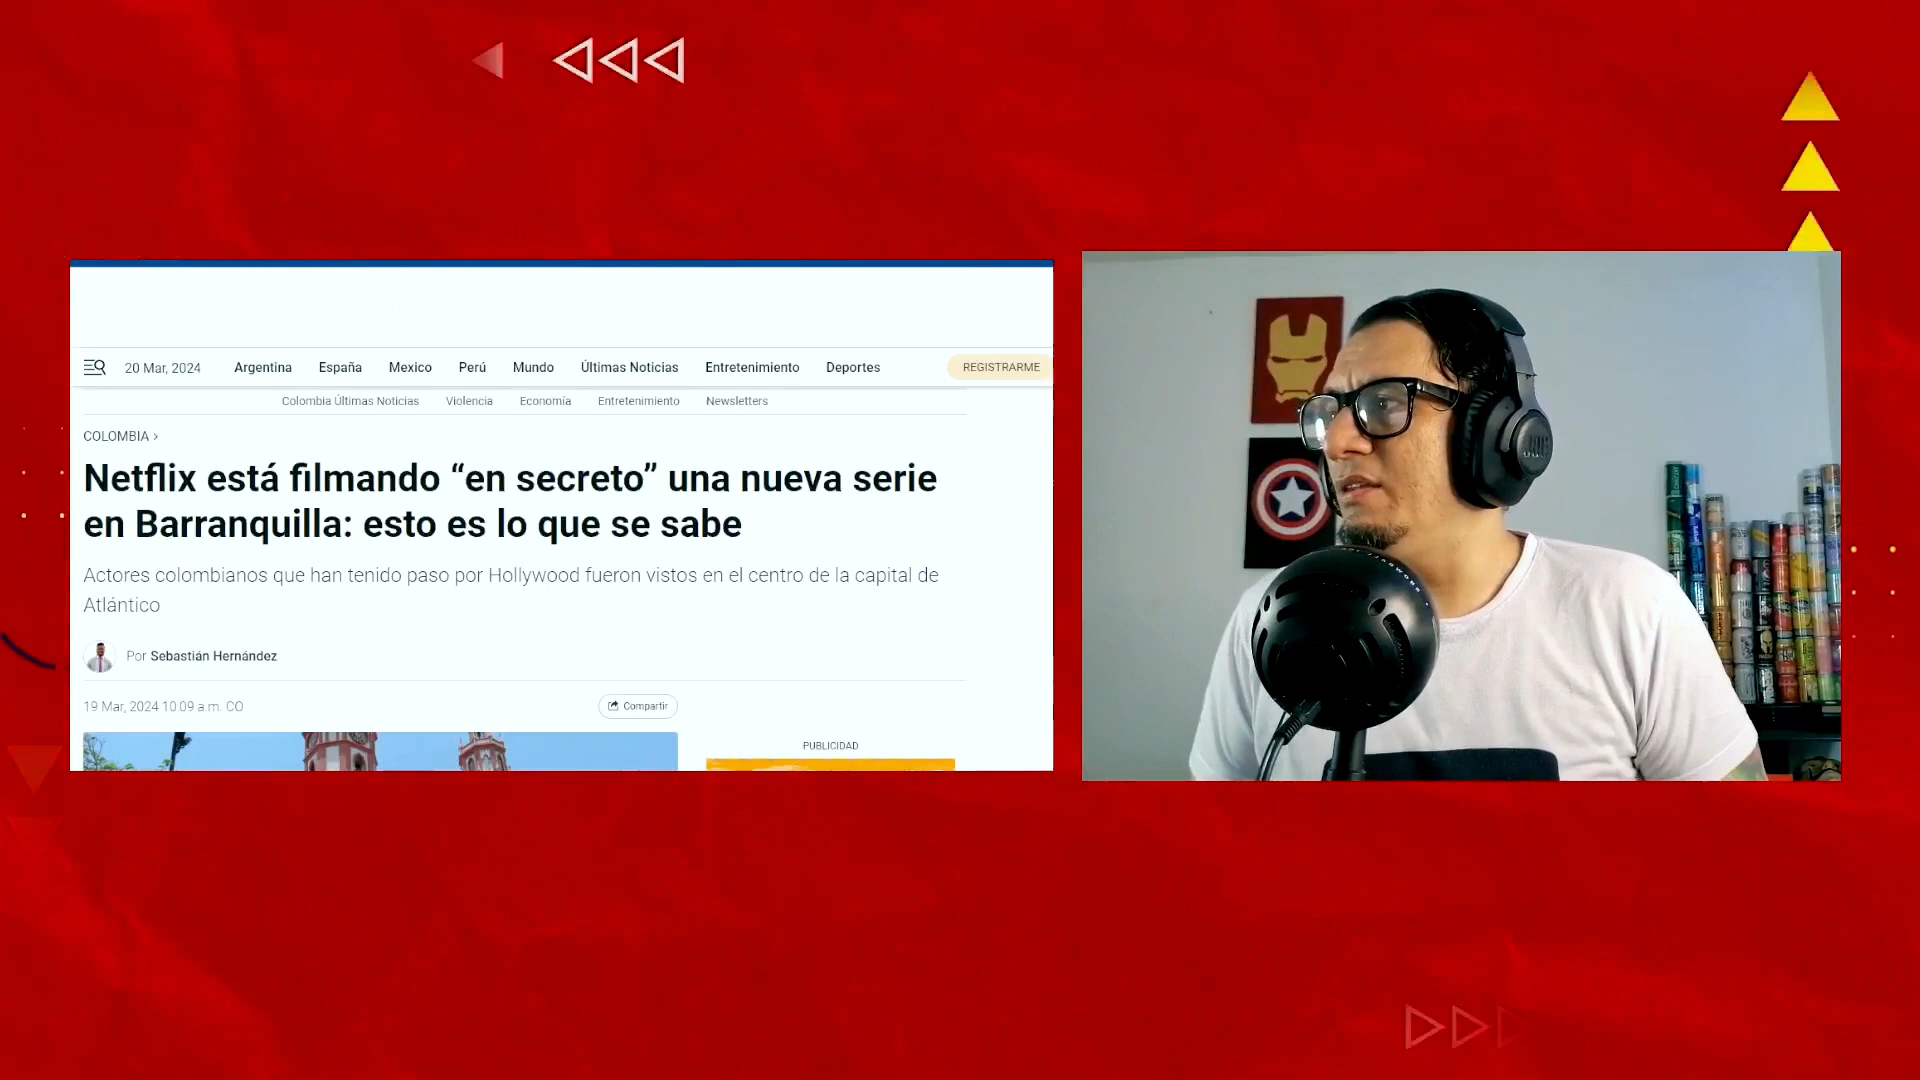 20 Mar, 2024 Argentina España Mexico Perú Mundo Últimas Noticias Entretenimiento Deportes REGISTRARME
Colombia Últimas Noticias Violencia Economía Entretenimiento Newsletters
COLOMBIA >
Netflix está filmando “en secreto” una nueva serie
en Barranquilla: esto es lo que se sabe
Actores colombianos que han tenido paso por Hollywood fueron vistos en el centro de la capital de
Atlántico
Por Sebastián Hernández
19 Mar, 2024 10:09 a.m. CO
Compartir
PUBLICIDAD
JBL